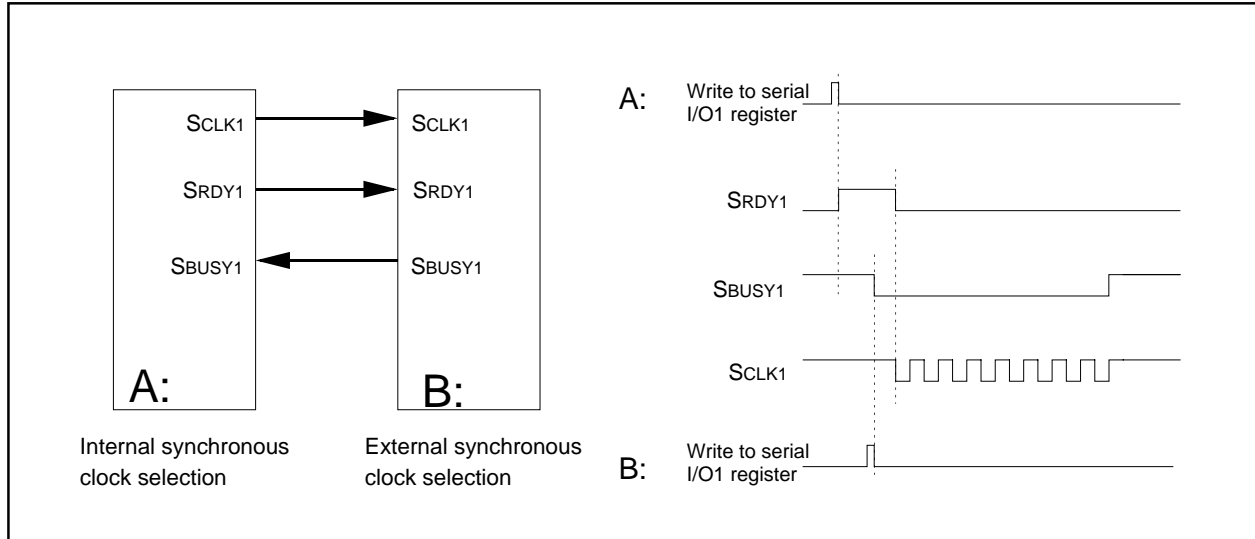 SCLK1
SRDY1
SBUSY1
A:
SCLK1
SRDY1
SBUSY1
B:
Internal synchronous
clock selection
External synchronous
clock selection
A:
Write to serial
I/O1 register
SRDY1
SBUSY1
SCLK1
B:
Write to serial
I/O1 register